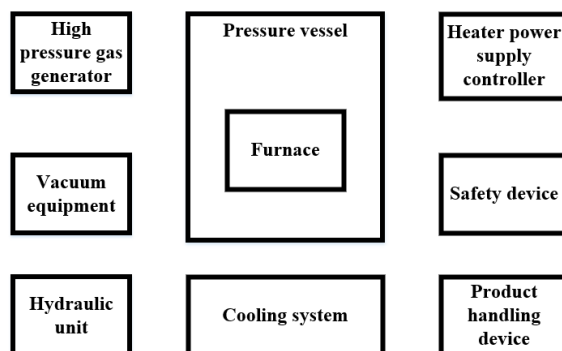 High
pressure gas
generator
Pressure vessel
Heater power
supply
controller
Furnace
Vacuum
equipment
Safety device
Hydraulic
unit
Cooling system
Product
handling
device